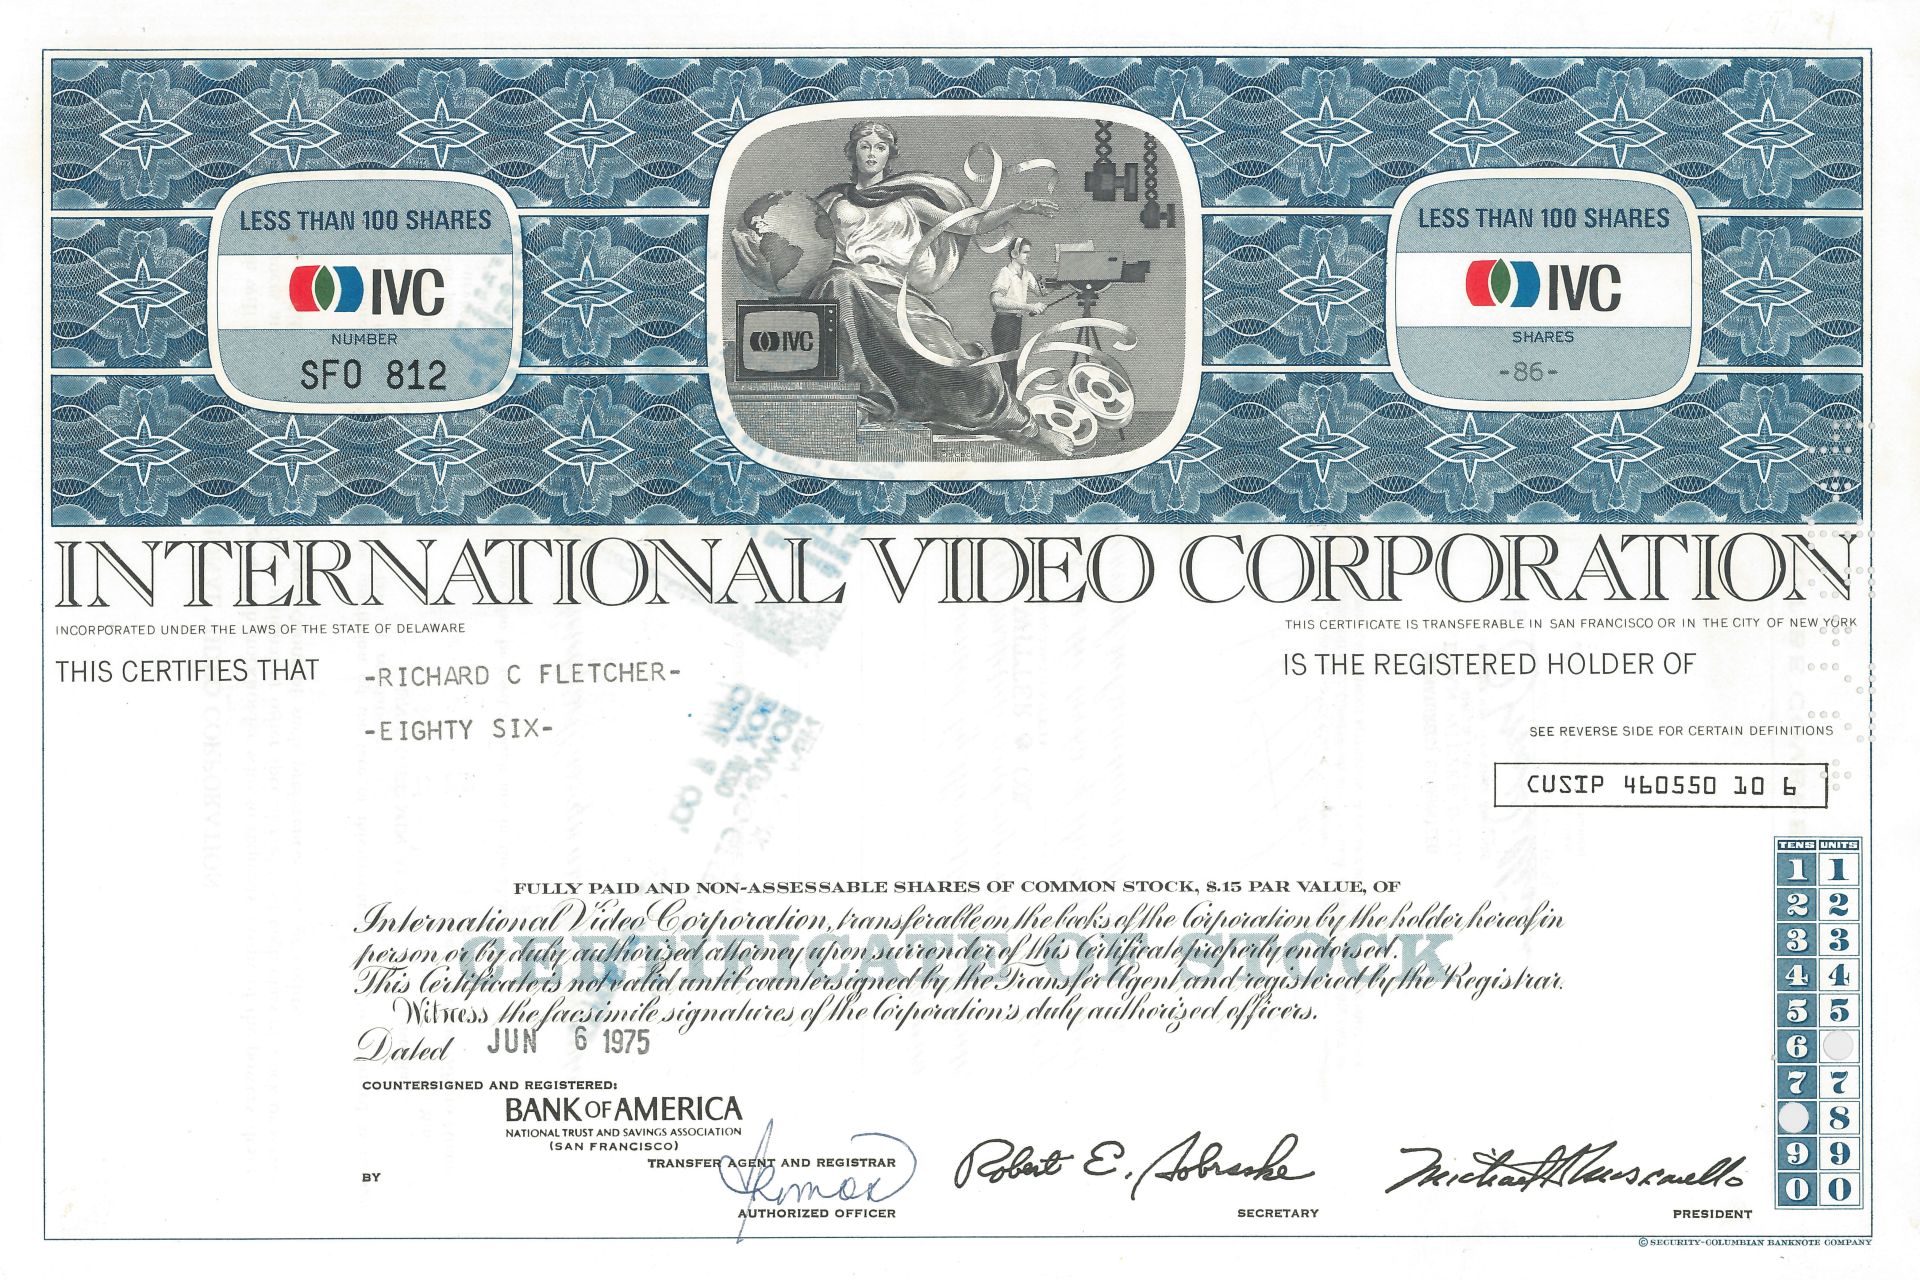 LESS THAN 100 SHARES
IVC
NUMBER
SFO 812
IVC
LESS THAN 100 SHARES
IVC
SHARES
-86-
INTERNATIONAL VIDEO CORPORATION
INCORPORATED UNDER THE LAWS OF THE STATE OF DELAWARE
THIS CERTIFICATE IS TRANSFERABLE IN SAN FRANCISCO OR IN THE CITY OF NEW YORK
THIS CERTIFIES THAT -RICHARD C FLETCHER- IS THE REGISTERED HOLDER OF
-EIGHTY SIX-
SEE REVERSE SIDE FOR CERTAIN DEFINITIONS
CUSIP 460550 10 6
FULLY PAID AND NON-ASSESSABLE SHARES OF COMMON STOCK, $.15 PAR VALUE, OF
International Video Corporation, transferable on the books of the Corporation by the holder hereof in
person or by duly authorized attorney upon surrender of this Certificate properly endorsed.
This Certificate is not valid until countersigned by the Transfer Agent and registered by the Registrar.
Witness the facsimile signatures of the Corporation's duly authorized officers.
CERTIFICATE OF STOCK
Dated JUN 6 1975
COUNTERSIGNED AND REGISTERED:
BANK OF AMERICA
NATIONAL TRUST AND SAVINGS ASSOCIATION
(SAN FRANCISCO)
TRANSFER AGENT AND REGISTRAR
BY
AUTHORIZED OFFICER
Robert E. Sobraske
SECRETARY
Michael A. Muscarello
PRESIDENT
TENS UNITS
1 1
2 2
3 3
4 4
5 5
6
7 7
8
9 9
0 0
© SECURITY-COLUMBIAN BANKNOTE COMPANY